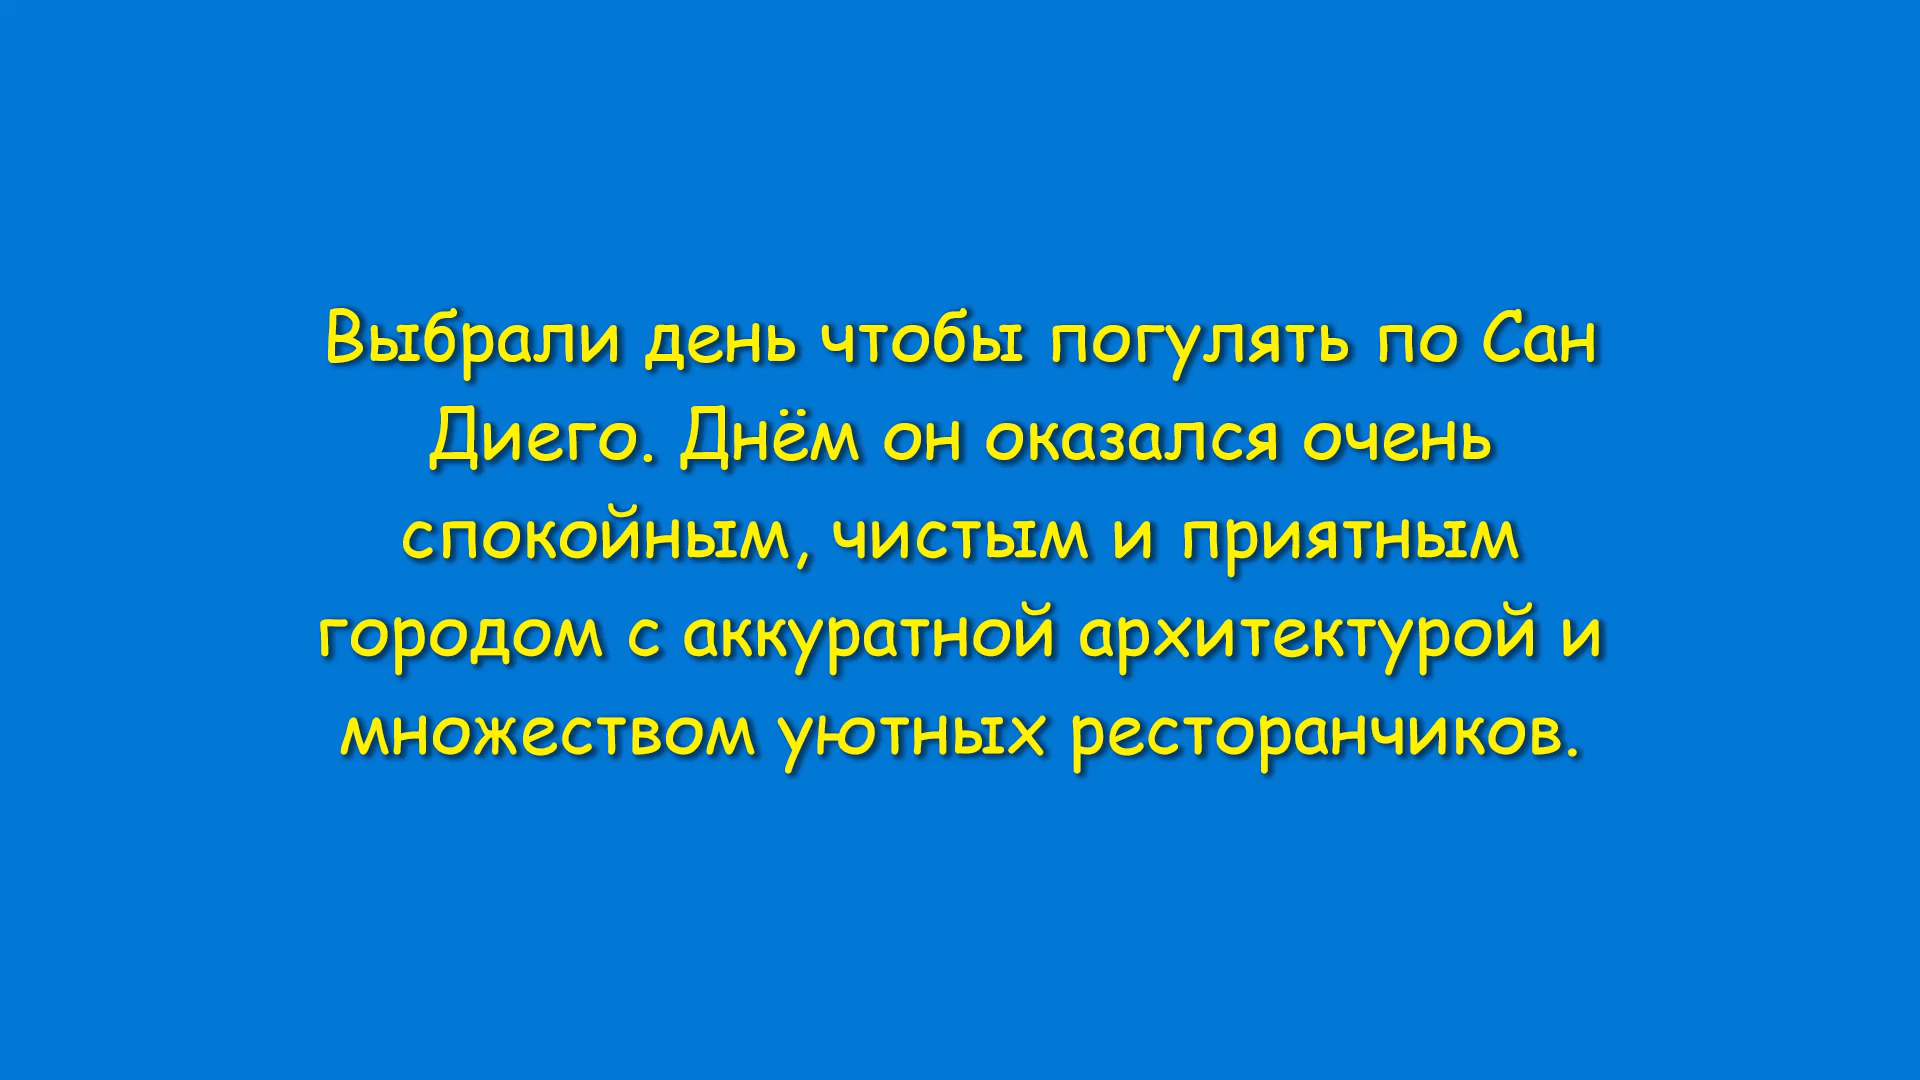 Выбрали день чтобы погулять по Сан
Диего. Днём он оказался очень
спокойным, чистым и приятным
городом с аккуратной архитектурой и
множеством уютных ресторанчиков.